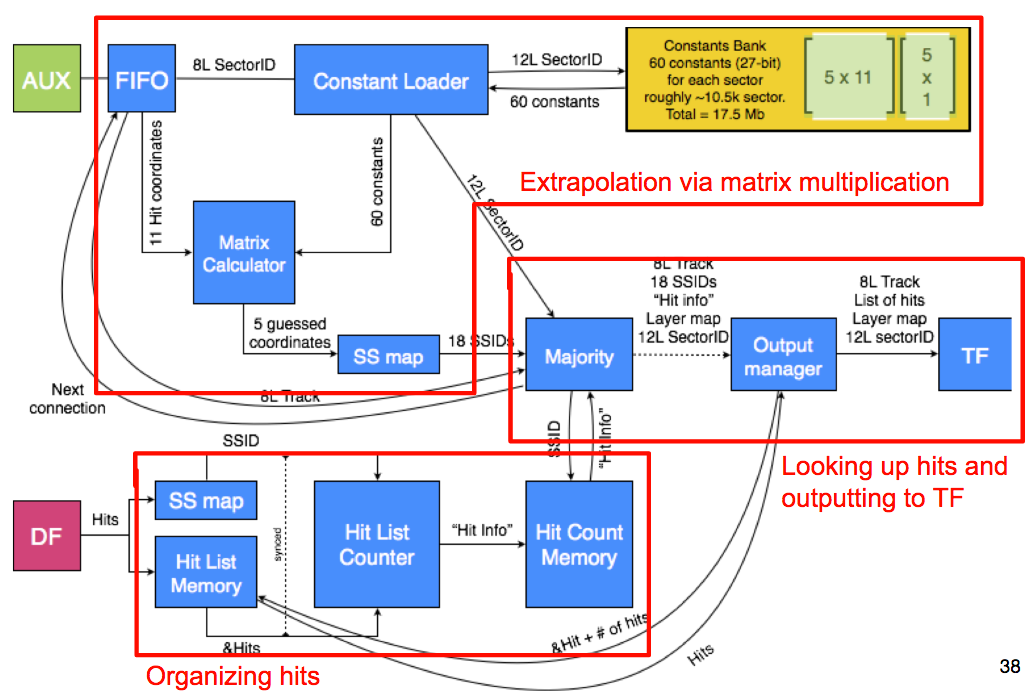 AUX
FIFO
8L SectorID
Constant Loader
12L SectorID
60 constants
Constants Bank
60 constants (27-bit)
for each sector
roughly ~10.5k sector.
Total = 17.5 Mb
5 x 11
5
x
1
Extrapolation via matrix multiplication
11 Hit coordinates
60 constants
12L SectorID
Matrix
Calculator
5 guessed
coordinates
SS map
18 SSIDs
8L Track
Next
connection
Majority
8L Track
18 SSIDs
"Hit info"
Layer map
12L SectorID
Output
manager
8L Track
List of hits
Layer map
12L sectorID
TF
SSID
"Hit Info"
Looking up hits and
outputting to TF
SSID
DF
Hits
SS map
Hit List
Memory
synced
Hit List
Counter
"Hit Info"
Hit Count
Memory
&Hits
&Hit + # of hits
Hits
Organizing hits
38